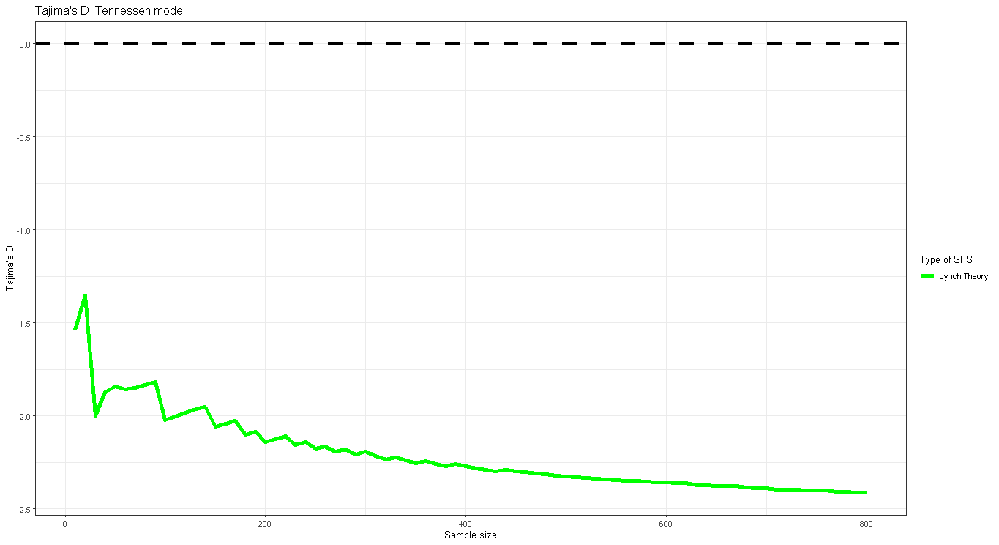 Tajima's D, Tennessen model
0.0
-0.5
-1.0
-1.5
-2.0
-2.5
Tajima's D
0
200
400
600
800
Sample size
Type of SFS
Lynch Theory